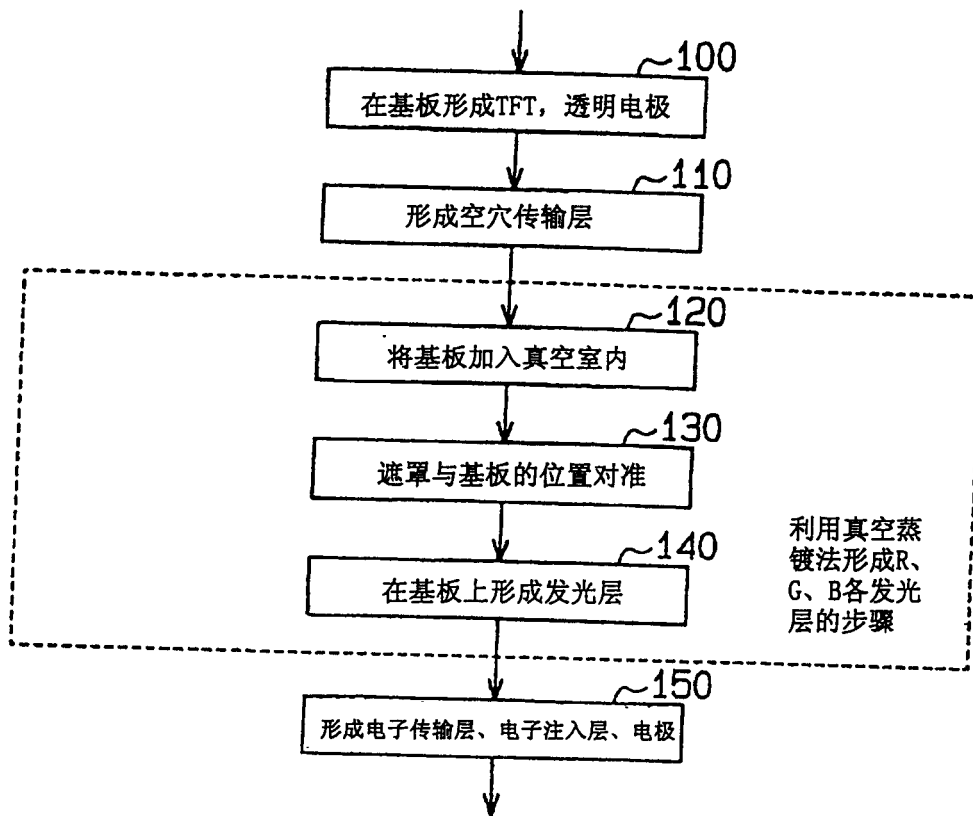 100
在基板形成TFT，透明电极
110
形成空穴传输层
120
将基板加入真空室内
130
遮罩与基板的位置对准
140
在基板上形成发光层
利用真空蒸
镀法形成R、
G、B各发光
层的步骤
150
形成电子传输层、电子注入层、电极